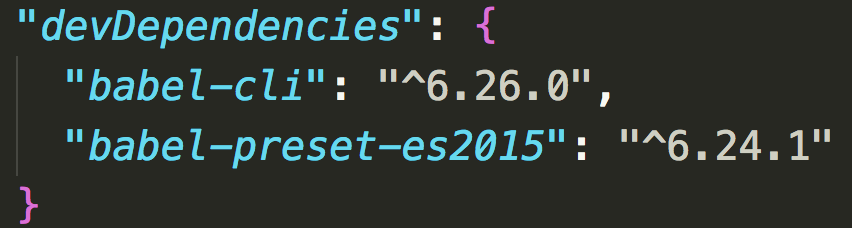 "devDependencies": {
"babel-cli": "^6.26.0",
"babel-preset-es2015": "^6.24.1"
}